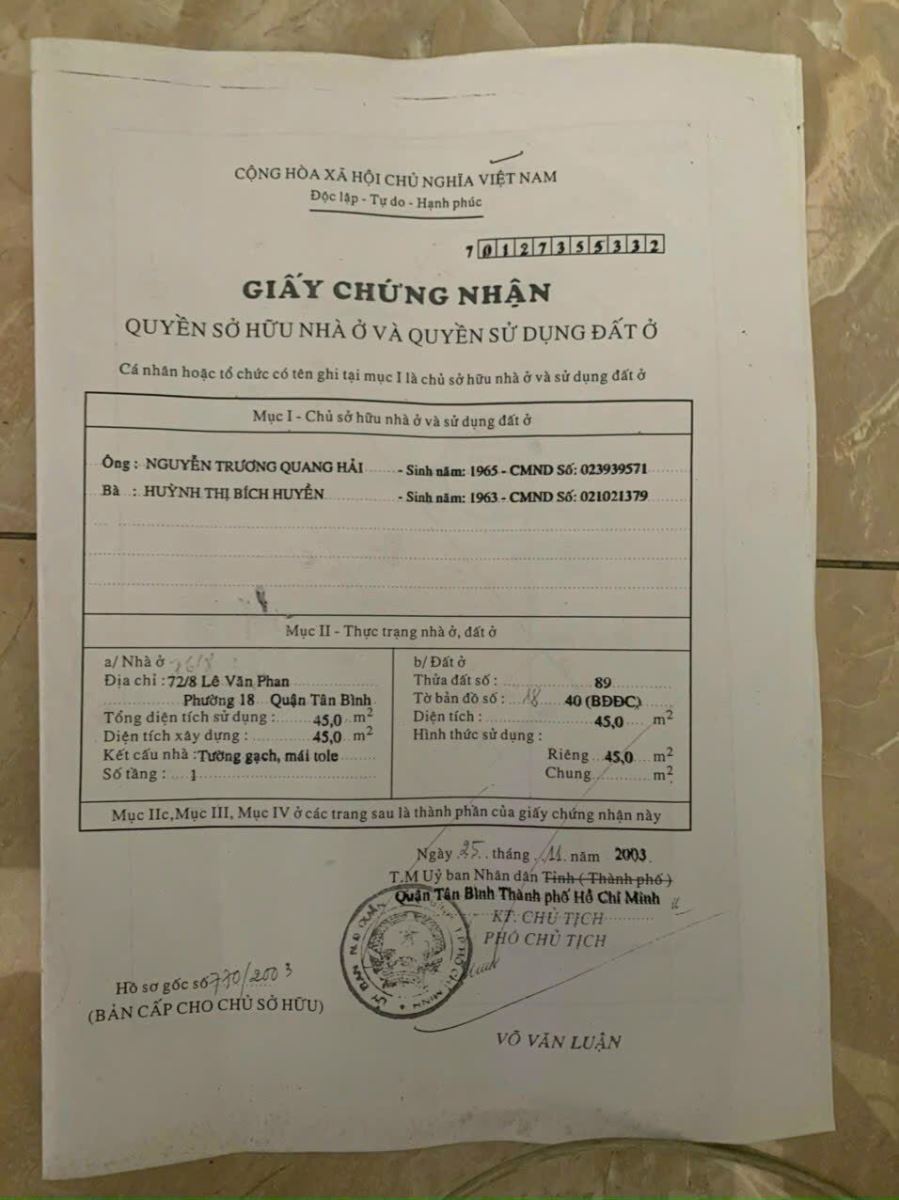 CỘNG HÒA XÃ HỘI CHỦ NGHĨA VIỆT NAM
Độc lập - Tự do - Hạnh phúc
7 0 1 2 7 3 5 5 3 3 2
GIẤY CHỨNG NHẬN
QUYỀN SỞ HỮU NHÀ Ở VÀ QUYỀN SỬ DỤNG ĐẤT Ở
Cá nhân hoặc tổ chức có tên ghi tại mục I là chủ sở hữu nhà ở và sử dụng đất ở
Mục I - Chủ sở hữu nhà ở và sử dụng đất ở
Ông : NGUYỄN TRƯƠNG QUANG HẢI - Sinh năm: 1965 - CMND Số: 023939571
Bà : HUỲNH THỊ BÍCH HUYỀN - Sinh năm: 1963 - CMND Số: 021021379
Mục II - Thực trạng nhà ở, đất ở
a/ Nhà ở
Địa chỉ : 72/8 Lê Văn Phan
Phường 18 Quận Tân Bình
Tổng diện tích sử dụng : 45,0 m²
Diện tích xây dựng : 45,0 m²
Kết cấu nhà : Tường gạch, mái tole
Số tầng : 1
b/ Đất ở
Thửa đất số : 89
Tờ bản đồ số : 18 40 (BĐĐC)
Diện tích : 45,0 m²
Hình thức sử dụng :
Riêng 45,0 m²
Chung m²
Mục IIc, Mục III, Mục IV ở các trang sau là thành phần của giấy chứng nhận này
Ngày 25 tháng 11 năm 2003
T.M Uỷ ban Nhân dân Tỉnh ( Thành phố )
Quận Tân Bình Thành phố Hồ Chí Minh
KT. CHỦ TỊCH
PHÓ CHỦ TỊCH
Hồ sơ gốc số 770/2003
(BẢN CẤP CHO CHỦ SỞ HỮU)
VÕ VĂN LUẬN